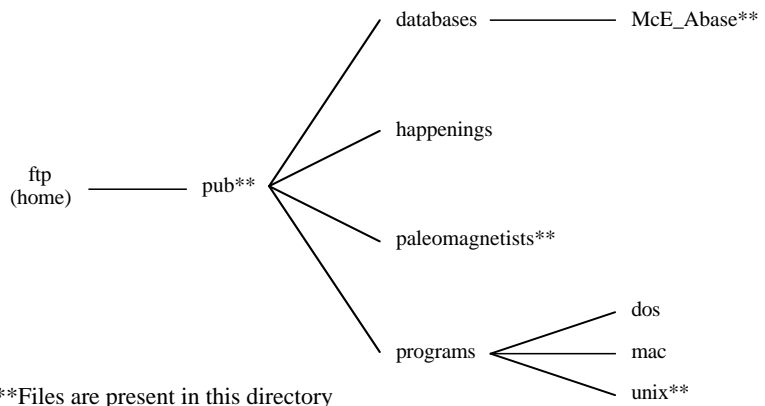 databases
McE_Abase**
happenings
ftp
(home)
pub**
paleomagnetists**
dos
programs
mac
unix**
**Files are present in this directory